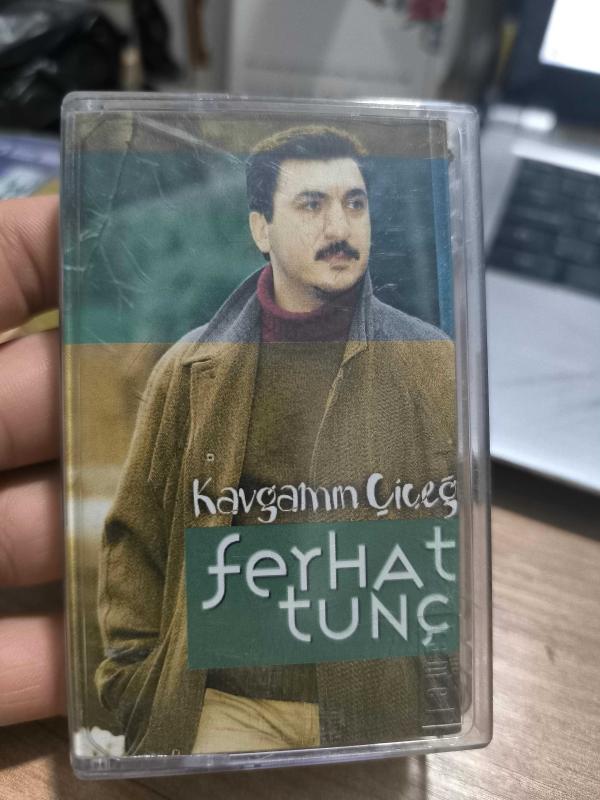 Kavgamın Çiçeğ
ferHAt
tUNÇ